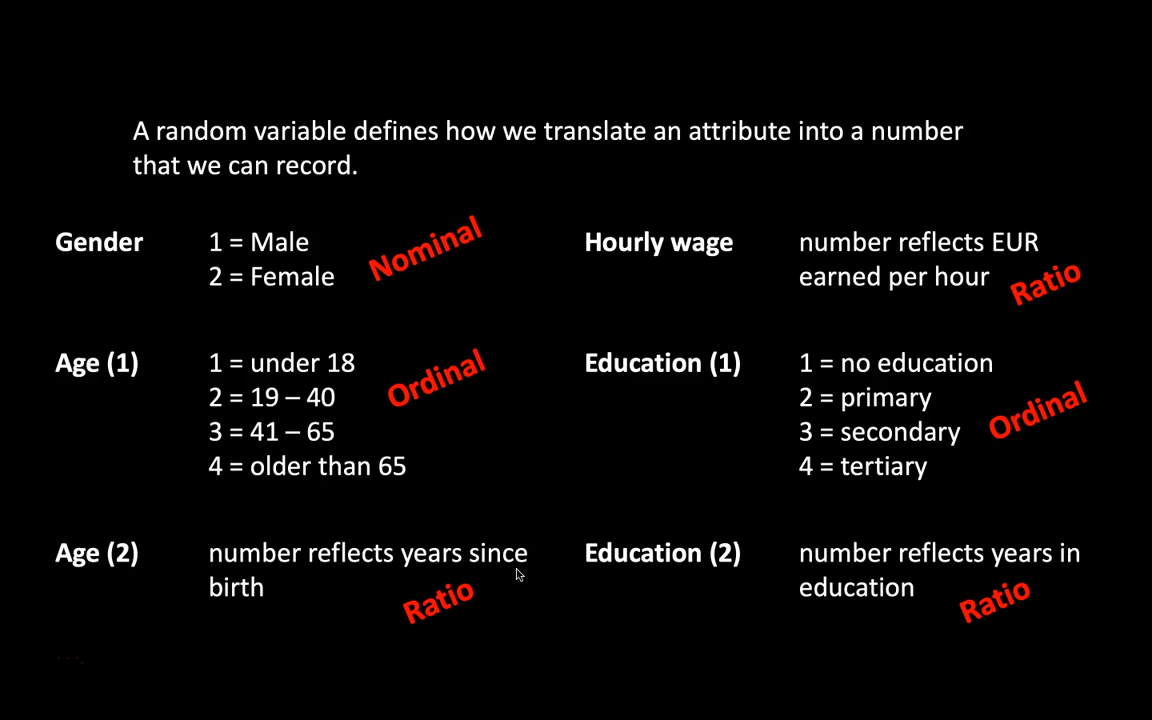 A random variable defines how we translate an attribute into a number
that we can record.
Gender
1 = Male
2 = Female
Nominal
Hourly wage
number reflects EUR
earned per hour
Ratio
Age (1)
1 = under 18
2 = 19 – 40
3 = 41 – 65
4 = older than 65
Ordinal
Education (1)
1 = no education
2 = primary
3 = secondary
4 = tertiary
Ordinal
Age (2)
number reflects years since
birth
Ratio
Education (2)
number reflects years in
education
Ratio